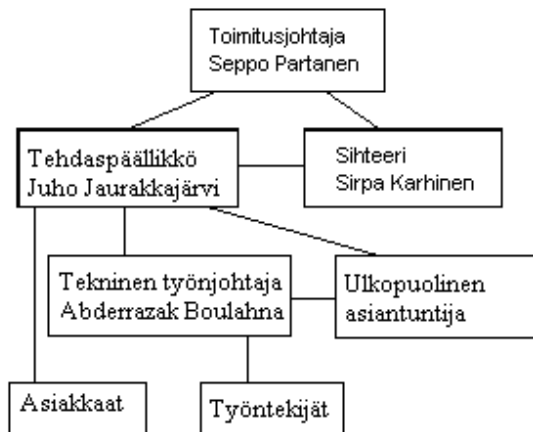 Toimitusjohtaja
Seppo Partanen
Tehdaspäällikkö
Juho Jaurakkajärvi
Sihteeri
Sirpa Karhinen
Tekninen työnjohtaja
Abderrazak Boulahna
Ulkopuolinen
asiantuntija
Asiakkaat
Työntekijät